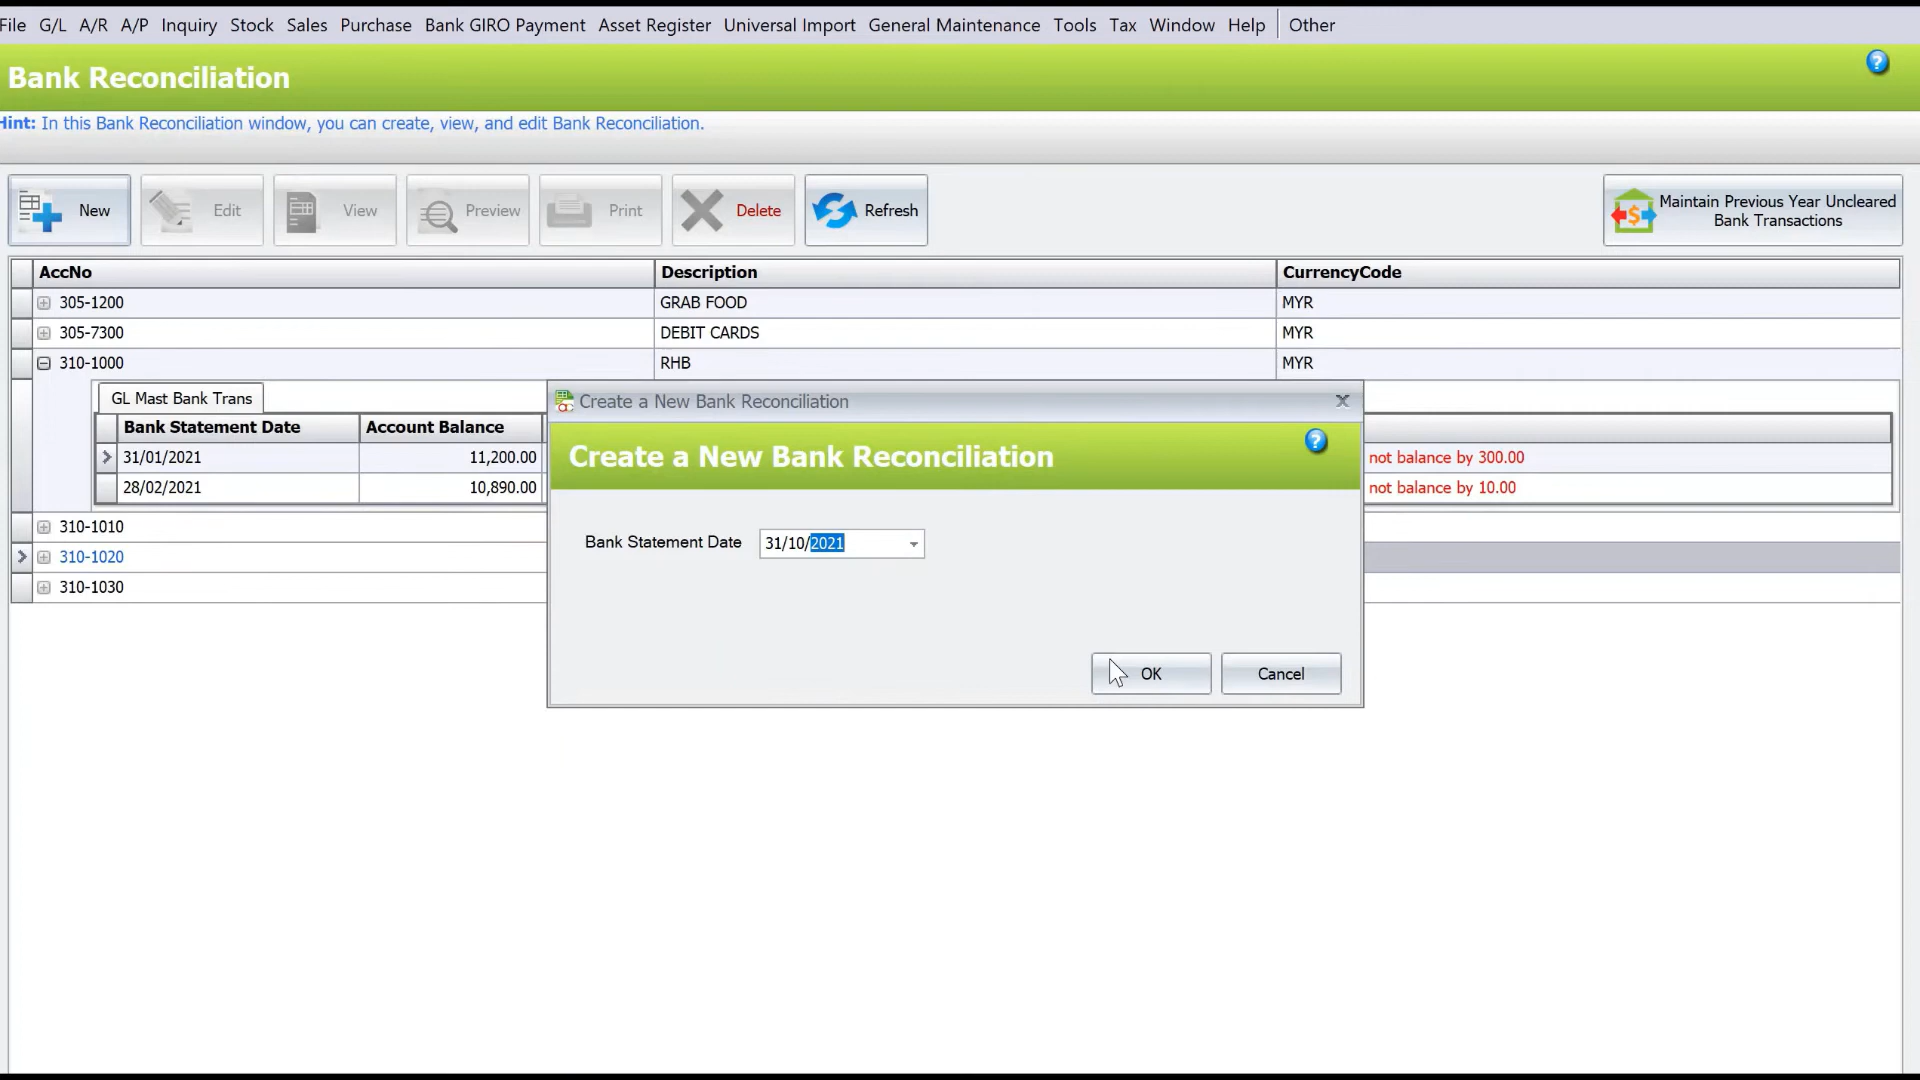 File G/L A/R A/P Inquiry Stock Sales Purchase Bank GIRO Payment Asset Register Universal Import General Maintenance Tools Tax Window Help Other
Bank Reconciliation
Hint: In this Bank Reconciliation window, you can create, view, and edit Bank Reconciliation.
New Edit View Preview Print Delete Refresh
Maintain Previous Year Uncleared
Bank Transactions
AccNo Description CurrencyCode
305-1200 GRAB FOOD MYR
305-7300 DEBIT CARDS MYR
310-1000 RHB MYR
GL Mast Bank Trans
Bank Statement Date Account Balance
31/01/2021 11,200.00 not balance by 300.00
28/02/2021 10,890.00 not balance by 10.00
310-1010
310-1020
310-1030
Create a New Bank Reconciliation
Create a New Bank Reconciliation
Bank Statement Date 31/10/2021
OK Cancel